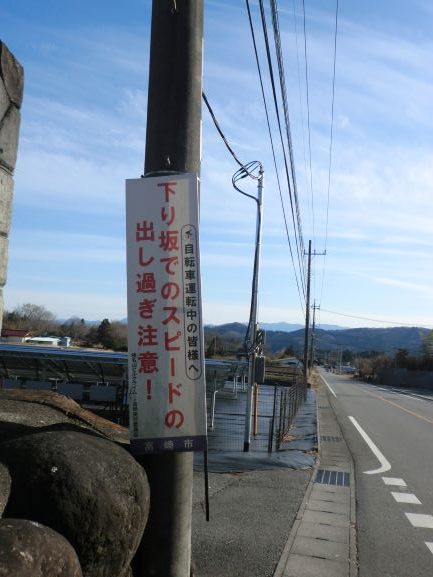 自転車運転中の皆様へ
下り坂でのスピードの
出し過ぎ注意！
高崎市